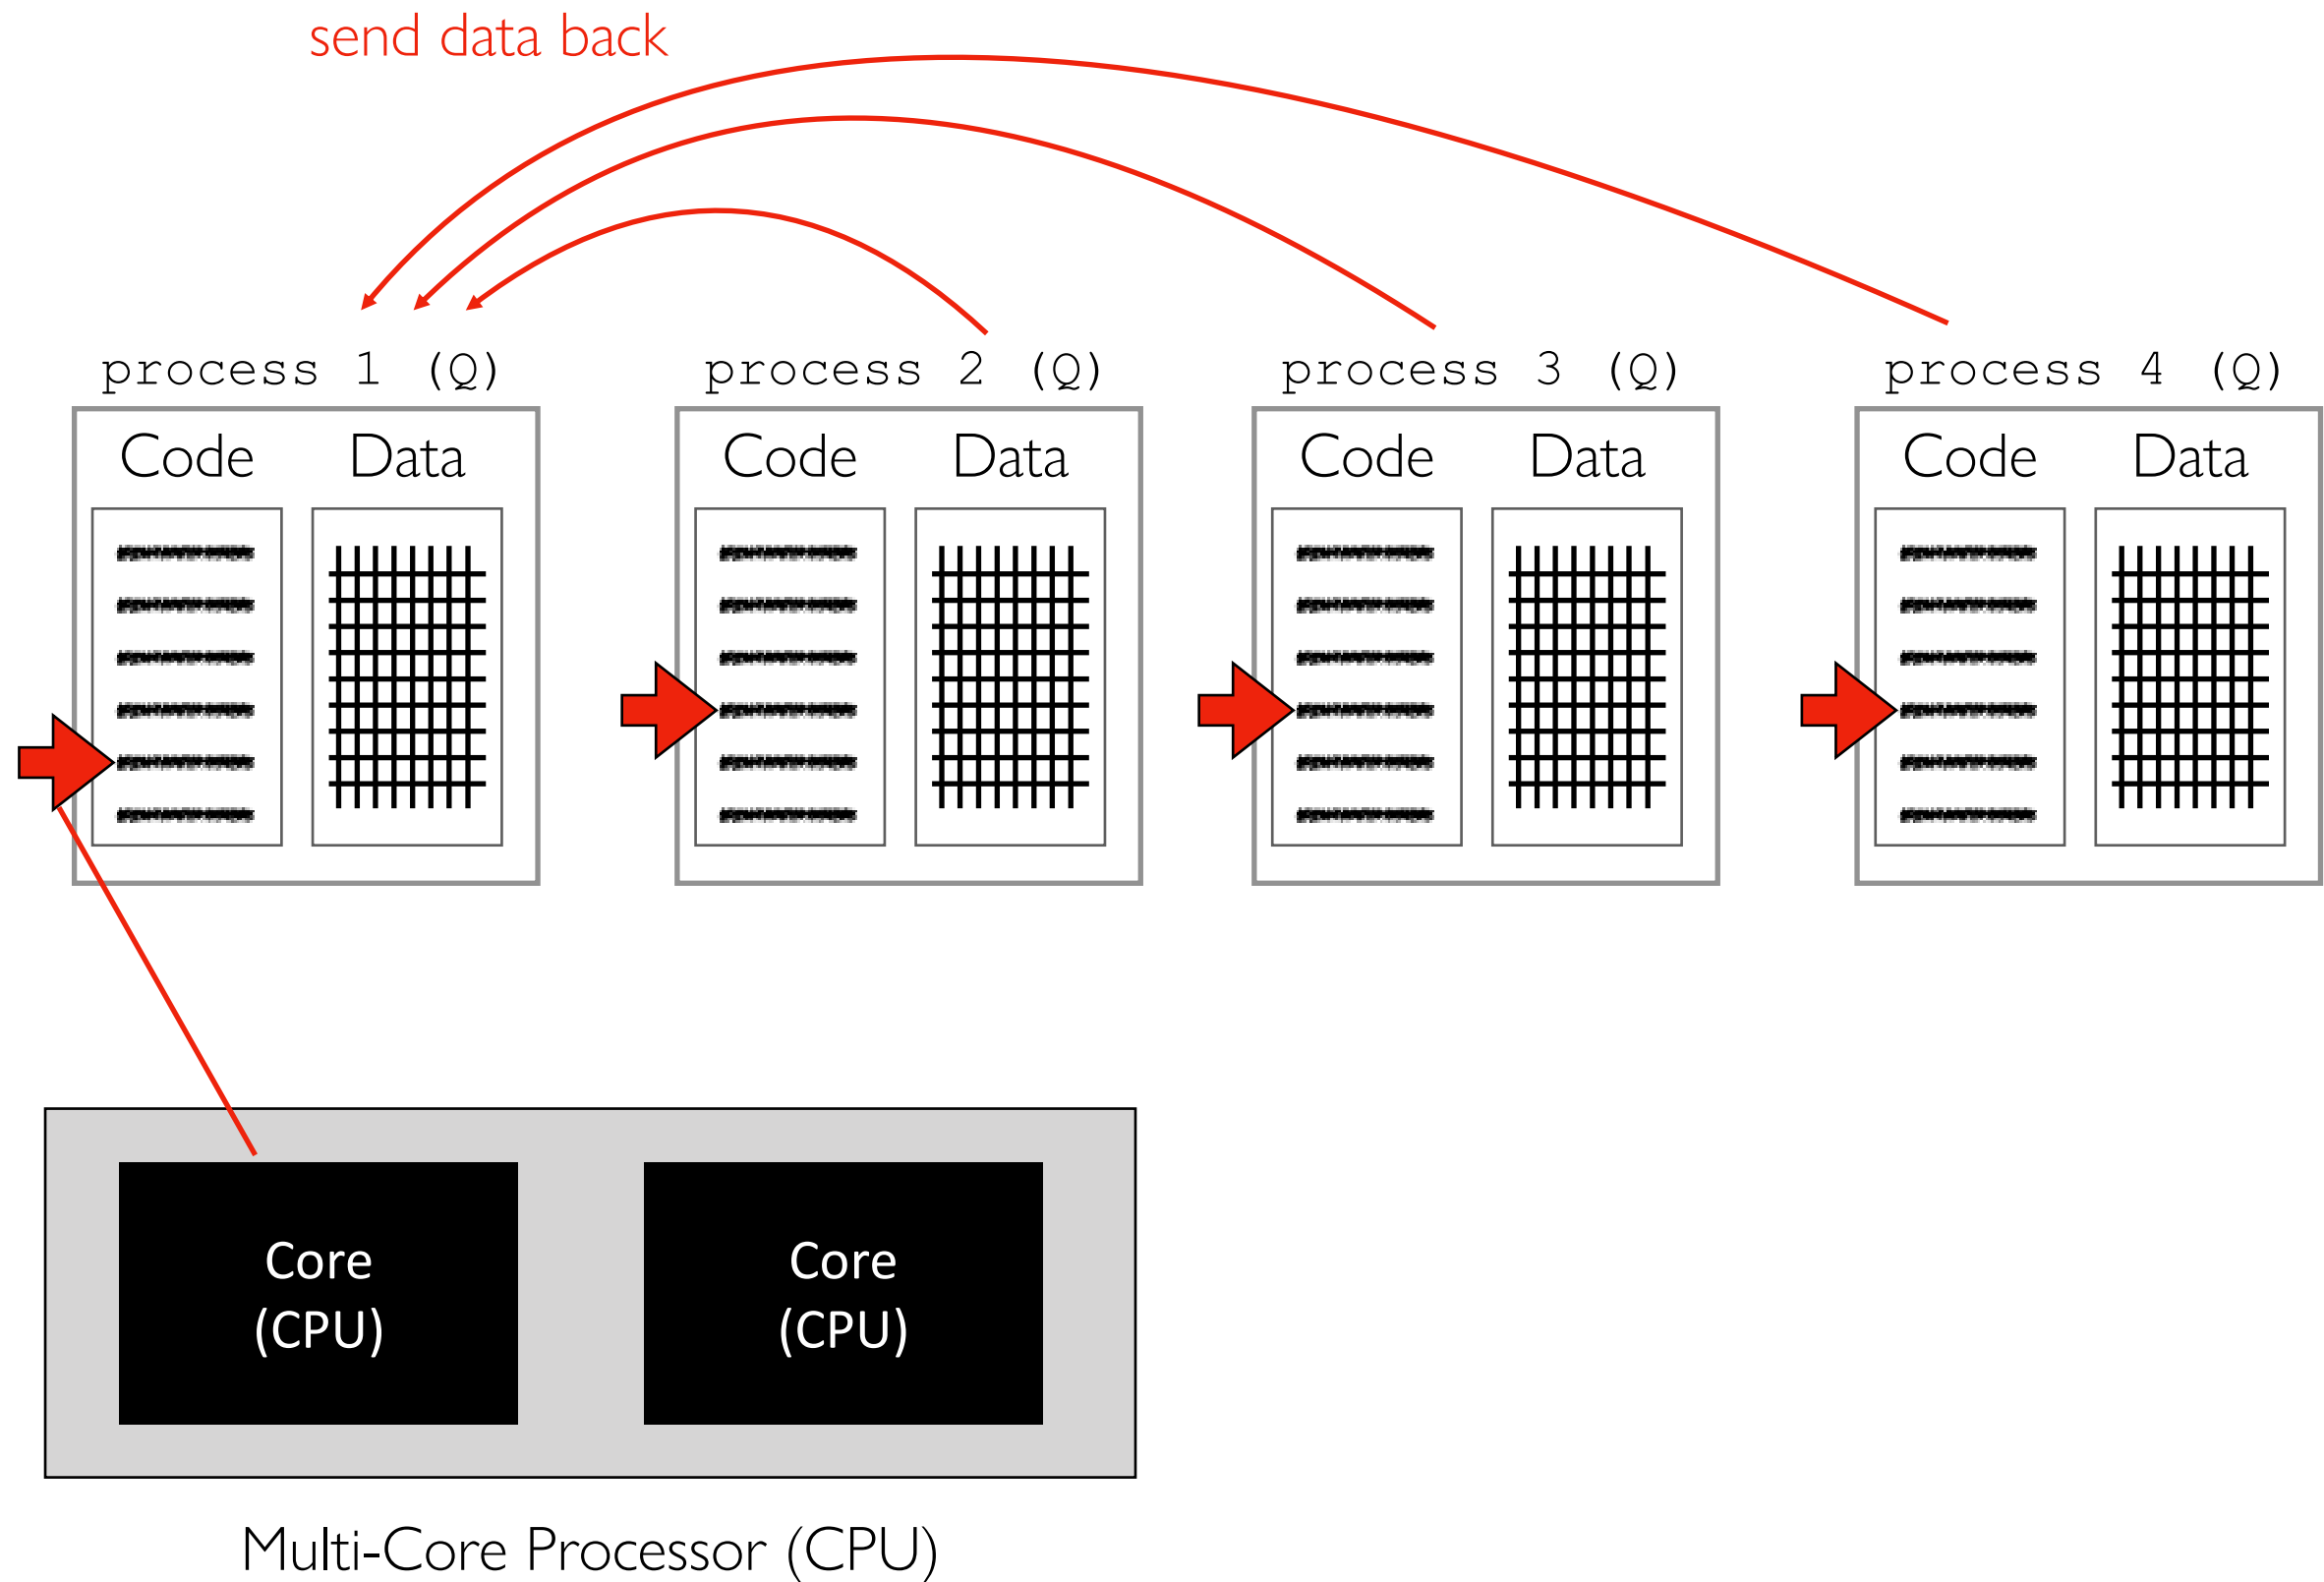 send data back
process 1 (Q) process 2 (Q) process 3 (Q) process 4 (Q)
Code Data Code Data Code Data Code Data
Core Core
(CPU) (CPU)
Multi-Core Processor (CPU)